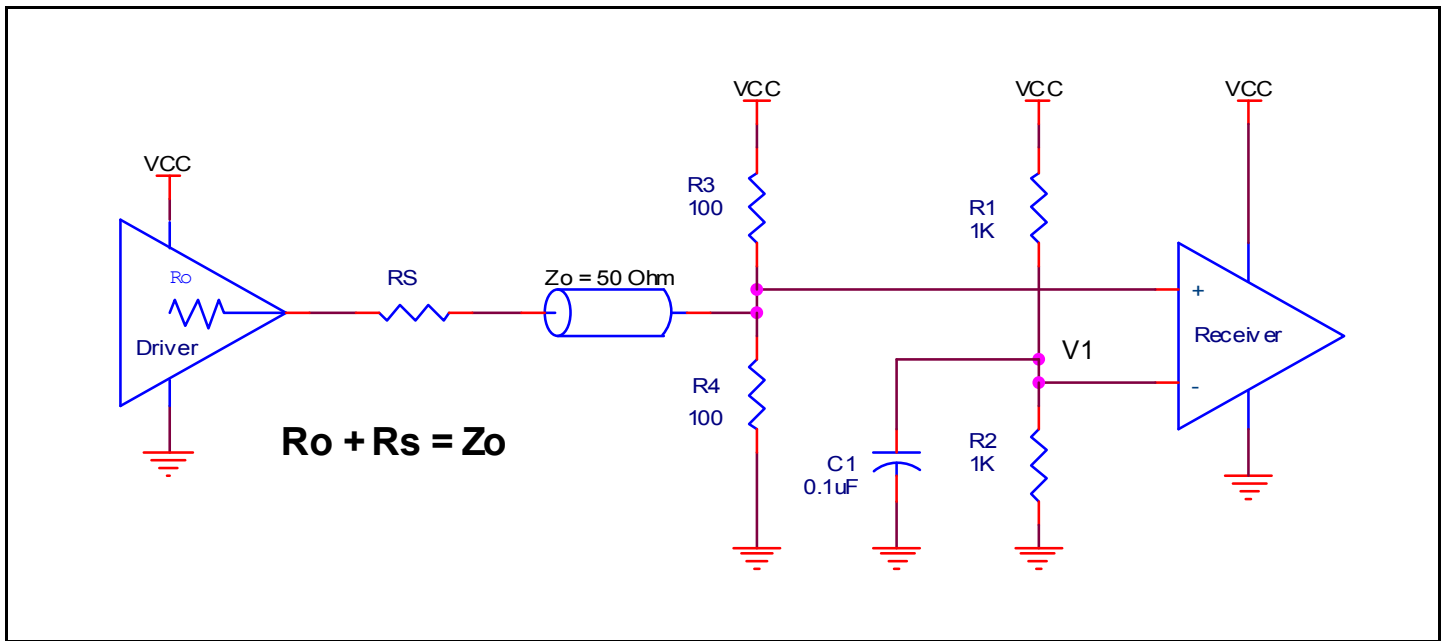 VCC
VCC
VCC
VCC
R3
100
R1
1K
Ro
RS
Zo = 50 Ohm
+
Driver
Receiver
V1
-
R4
100
Ro + Rs = Zo
R2
1K
C1
0.1uF